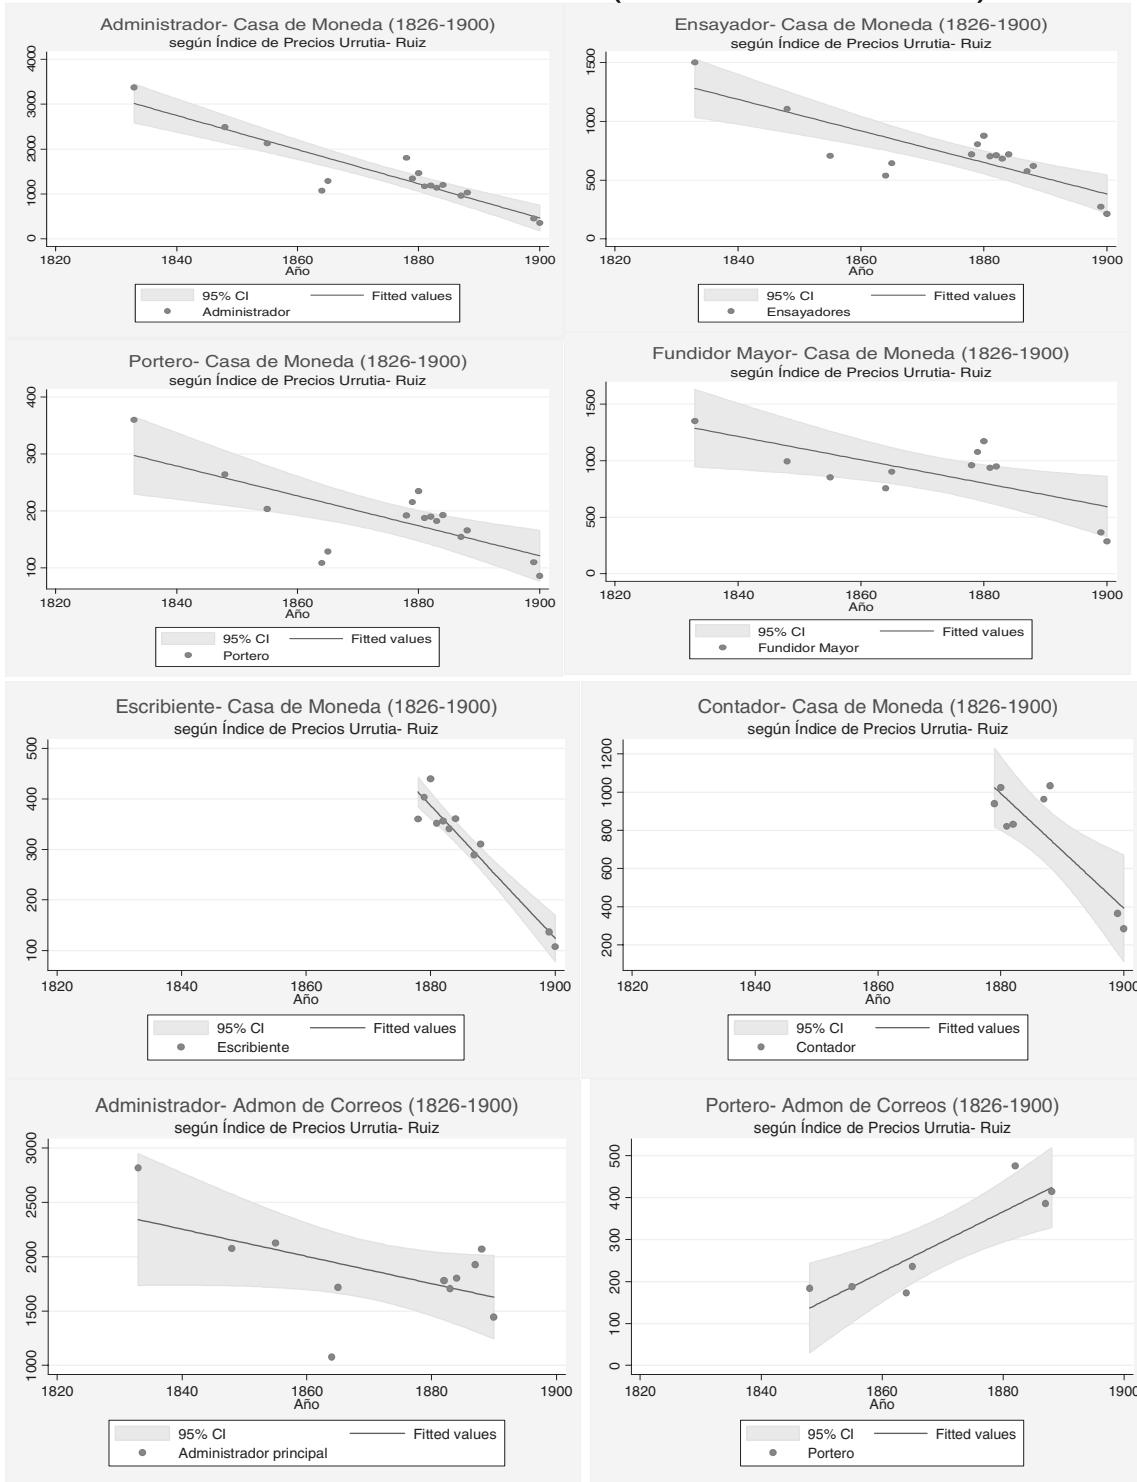 Administrador- Casa de Moneda (1826-1900)
según Índice de Precios Urrutia- Ruiz
4000
3000
2000
1000
0
1820 1840 1860 1880 1900
Año
95% CI Fitted values
Administrador
Ensayador- Casa de Moneda (1826-1900)
según Índice de Precios Urrutia- Ruiz
1500
1000
500
0
1820 1840 1860 1880 1900
Año
95% CI Fitted values
Ensayadores
Portero- Casa de Moneda (1826-1900)
según Índice de Precios Urrutia- Ruiz
400
300
200
100
1820 1840 1860 1880 1900
Año
95% CI Fitted values
Portero
Fundidor Mayor- Casa de Moneda (1826-1900)
según Índice de Precios Urrutia- Ruiz
1500
1000
500
0
1820 1840 1860 1880 1900
Año
95% CI Fitted values
Fundidor Mayor
Escribiente- Casa de Moneda (1826-1900)
según Índice de Precios Urrutia- Ruiz
500
400
300
200
100
1820 1840 1860 1880 1900
Año
95% CI Fitted values
Escribiente
Contador- Casa de Moneda (1826-1900)
según Índice de Precios Urrutia- Ruiz
1200
1000
800
600
400
200
1820 1840 1860 1880 1900
Año
95% CI Fitted values
Contador
Administrador- Admon de Correos (1826-1900)
según Índice de Precios Urrutia- Ruiz
3000
2500
2000
1500
1000
1820 1840 1860 1880 1900
Año
95% CI Fitted values
Administrador principal
Portero- Admon de Correos (1826-1900)
según Índice de Precios Urrutia- Ruiz
500
400
300
200
100
0
1820 1840 1860 1880 1900
Año
95% CI Fitted values
Portero